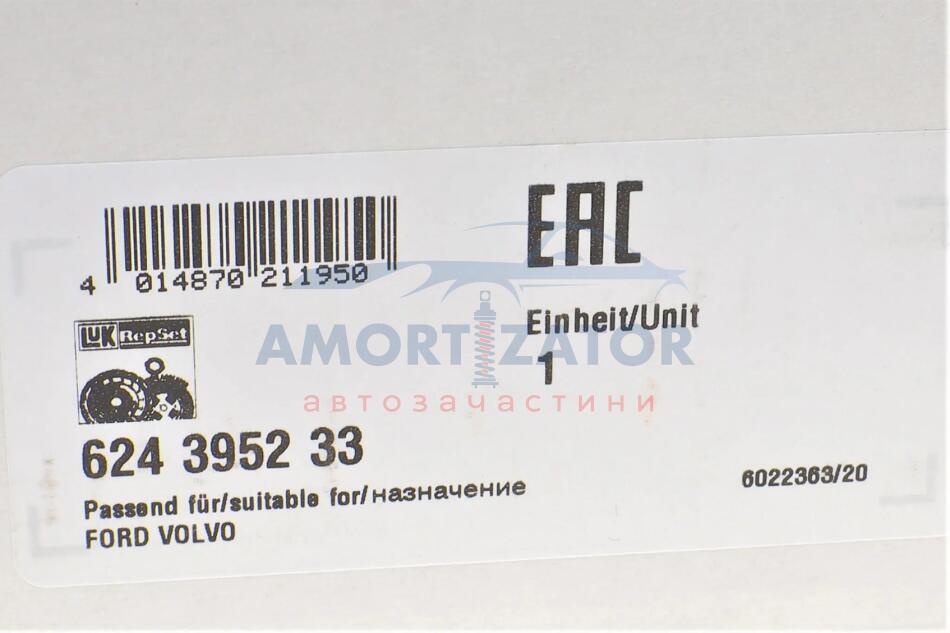 EAC
4 014870 211950
Einheit/Unit
1
LUK RepSet
AMORTIZATOR
автозачастини
624 3952 33
Passend für/suitable for/назначение
FORD VOLVO
6022363/20